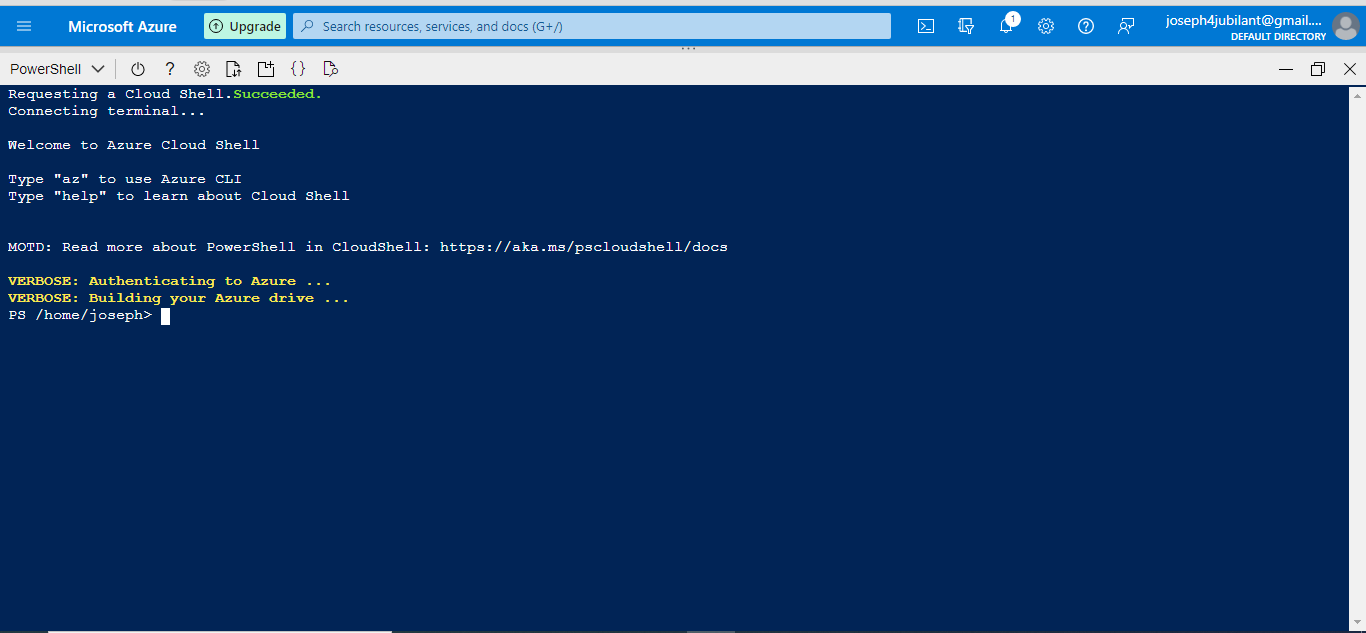 Microsoft Azure
Upgrade
Search resources, services, and docs (G+/)
1
joseph4jubilant@gmail....
DEFAULT DIRECTORY
PowerShell
Requesting a Cloud Shell.Succeeded.
Connecting terminal...
Welcome to Azure Cloud Shell
Type "az" to use Azure CLI
Type "help" to learn about Cloud Shell
MOTD: Read more about PowerShell in CloudShell: https://aka.ms/pscloudshell/docs
VERBOSE: Authenticating to Azure ...
VERBOSE: Building your Azure drive ...
PS /home/joseph>